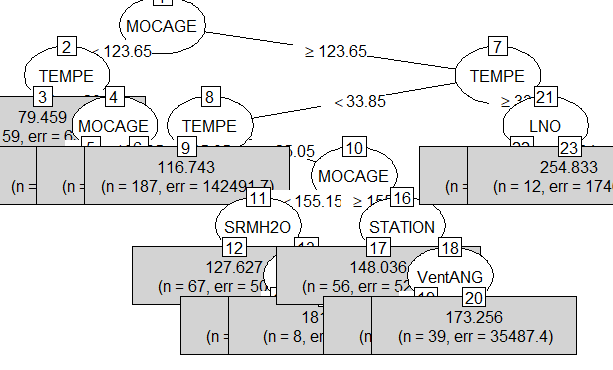 1
MOCAGE
2
< 123.65
≥ 123.65
7
TEMPE
TEMPE
3
4
8
< 33.85
≥ 33
21
79.459
MOCAGE
TEMPE
LNO
59, err = 6
5
6
9
5.05
10
22
23
116.743
254.833
(n =
(n =
(n = 187, err = 142491.7)
MOCAGE
(n =
(n = 12, err = 1746
11
< 155.15
≥ 155
16
SRMH2O
STATION
12
13
17
18
127.627
148.036
VentANG
(n = 67, err = 50
(n = 56, err = 52
19
20
181
173.256
(n =
(n = 8, er
(n =
(n = 39, err = 35487.4)